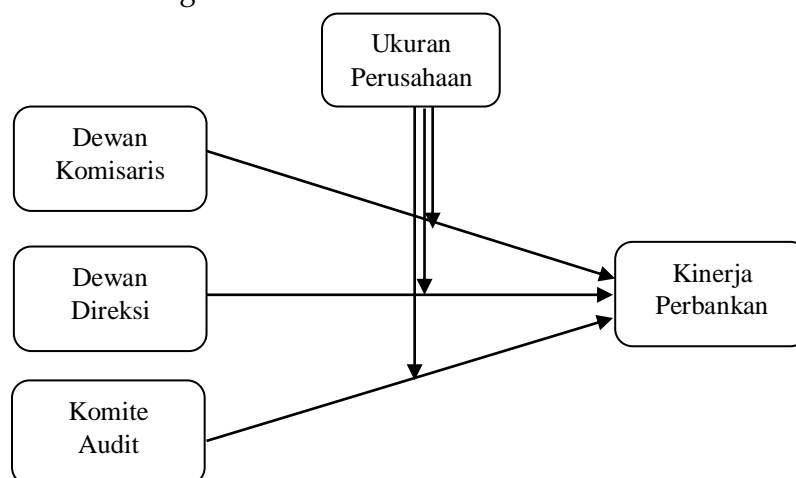 Ukuran
Perusahaan
Dewan
Komisaris
Dewan
Direksi
Kinerja
Perbankan
Komite
Audit